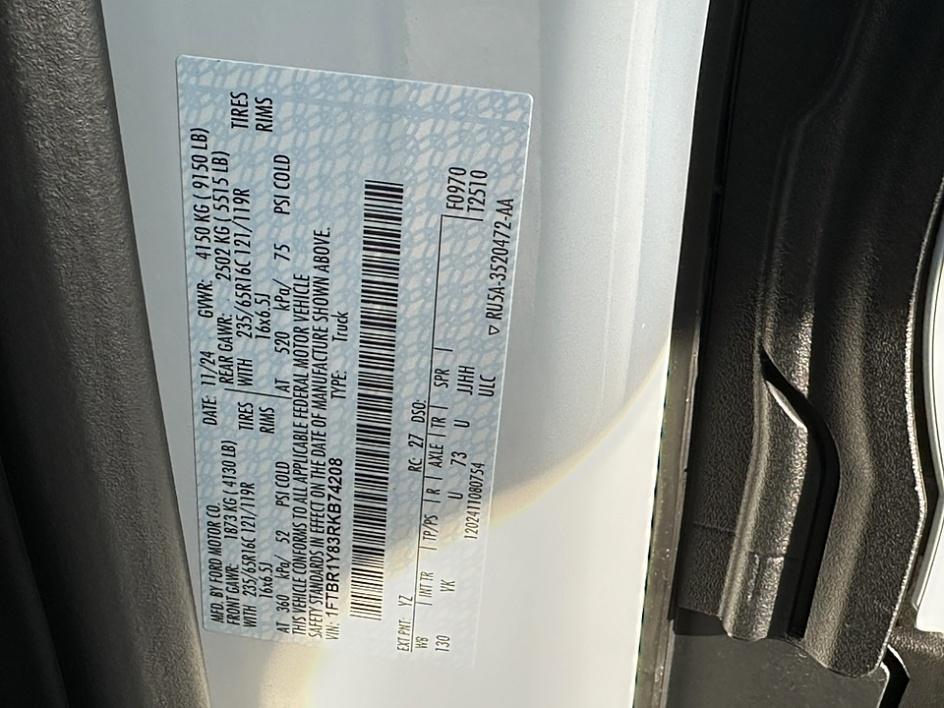 MFD. BY FORD MOTOR CO. DATE: 11/24 GVWR: 4150 KG ( 9150 LB)
FRONT GAWR: 1873 KG ( 4130 LB) REAR GAWR: 2502 KG ( 5515 LB)
WITH 235/65R16C 121/119R TIRES WITH 235/65R16C 121/119R TIRES
16x6.5J RIMS 16x6.5J RIMS
AT 360 kPa/ 52 PSI COLD AT 520 kPa/ 75 PSI COLD
THIS VEHICLE CONFORMS TO ALL APPLICABLE FEDERAL MOTOR VEHICLE
SAFETY STANDARDS IN EFFECT ON THE DATE OF MANUFACTURE SHOWN ABOVE.
VIN: 1FTBR1Y83RKB74208 TYPE: Truck
EXT PNT: YZ RC: 27 DSO: F0970
WB INT TR TP/PS R AXLE TR SPR T2510
130 VK U 73 U JJHH
1202411080754 ULC ▽ RU5A-3520472-AA